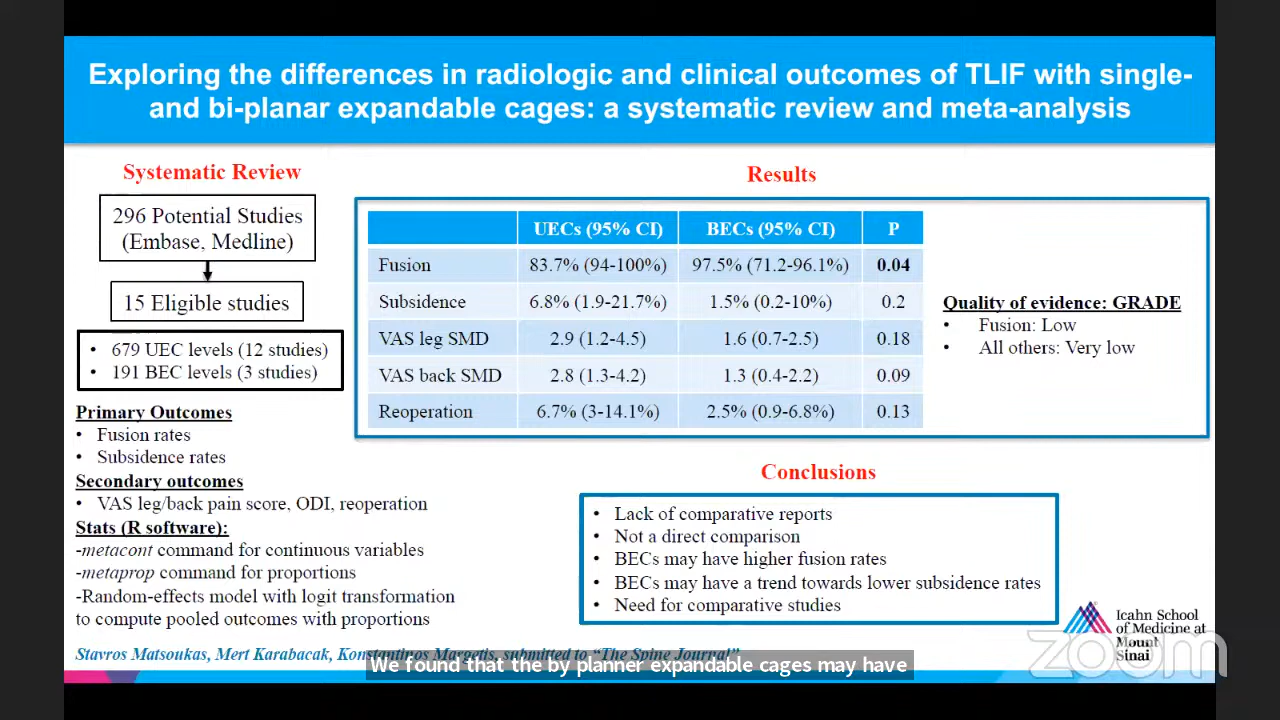 Exploring the differences in radiologic and clinical outcomes of TLIF with single-
and bi-planar expandable cages: a systematic review and meta-analysis
Systematic Review
296 Potential Studies
(Embase, Medline)
15 Eligible studies
• 679 UEC levels (12 studies)
• 191 BEC levels (3 studies)
Primary Outcomes
• Fusion rates
• Subsidence rates
Secondary outcomes
• VAS leg/back pain score, ODI, reoperation
Stats (R software):
-metacont command for continuous variables
-metaprop command for proportions
-Random-effects model with logit transformation
to compute pooled outcomes with proportions
Results
UECs (95% CI) BECs (95% CI) P
Fusion 83.7% (94-100%) 97.5% (71.2-96.1%) 0.04
Subsidence 6.8% (1.9-21.7%) 1.5% (0.2-10%) 0.2
VAS leg SMD 2.9 (1.2-4.5) 1.6 (0.7-2.5) 0.18
VAS back SMD 2.8 (1.3-4.2) 1.3 (0.4-2.2) 0.09
Reoperation 6.7% (3-14.1%) 2.5% (0.9-6.8%) 0.13
Quality of evidence: GRADE
• Fusion: Low
• All others: Very low
Conclusions
• Lack of comparative reports
• Not a direct comparison
• BECs may have higher fusion rates
• BECs may have a trend towards lower subsidence rates
• Need for comparative studies
Icahn School
of Medicine at
Mount
Sinai
zoom
Stavros Matsoukas, Mert Karabacak, Konstantinos Margetis, submitted to "The Spine Journal"
We found that the by planner expandable cages may have